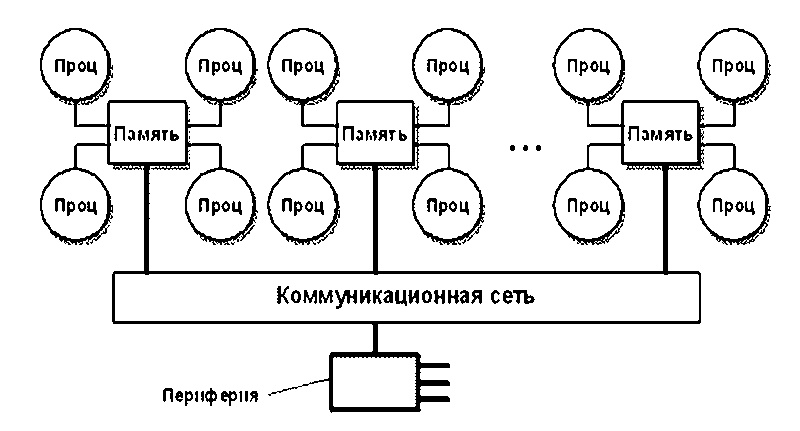 Проц Проц Проц Проц Проц Проц
Память Память ... Память
Проц Проц Проц Проц Проц Проц
Коммуникационная сеть
Периферия